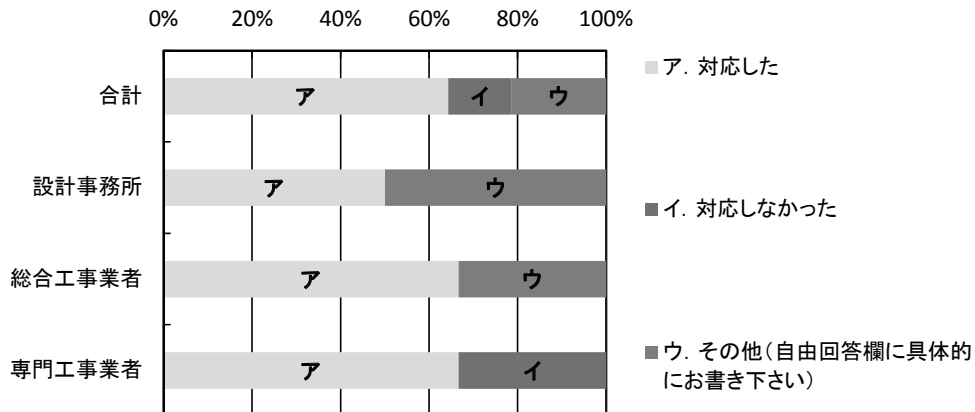 0% 20% 40% 60% 80% 100%
合計 ア イ ウ
設計事務所 ア ウ
総合工事業者 ア ウ
専門工事業者 ア イ
ア．対応した
イ．対応しなかった
ウ．その他（自由回答欄に具体的
にお書き下さい）